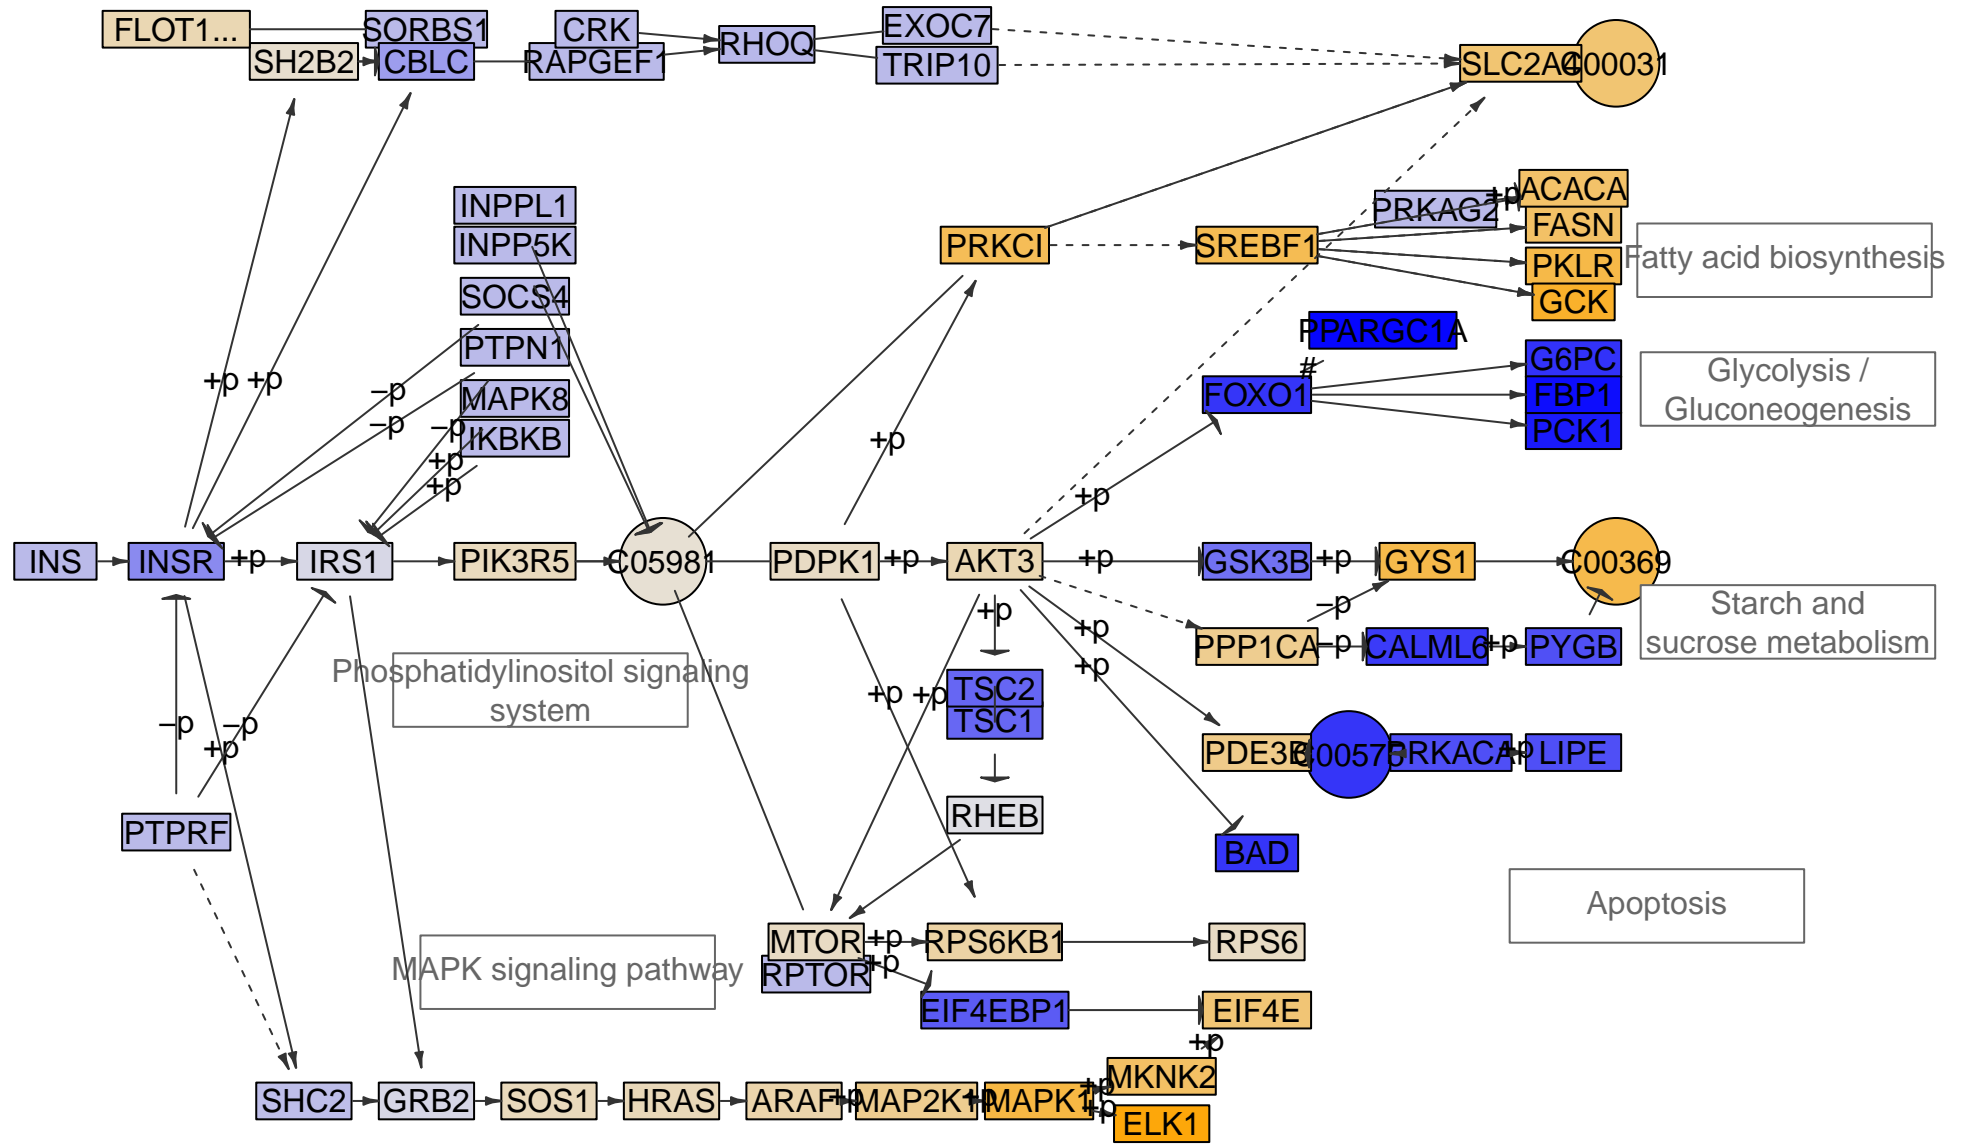 FLOT1...
SORBS1
CRK
EXOC7
SH2B2
CBLC
RAPGEF1
RHOQ
TRIP10
SLC2A4
C00031
INPPL1
INPP5K
SOCS4
PTPN1
MAPK8
IKBKB
PRKCI
SREBF1
PRKAG2
+p
ACACA
FASN
PKLR
GCK
Fatty acid biosynthesis
PPARGC1A
#
FOXO1
G6PC
FBP1
PCK1
Glycolysis /
Gluconeogenesis
+p
+p
−p
−p
−p
+p
+p
+p
+p
INS
INSR
+p
IRS1
PIK3R5
C05981
PDPK1
+p
AKT3
+p
GSK3B
+p
GYS1
C00369
−p
PPP1CA
−p
CALML6
+p
PYGB
Starch and
sucrose metabolism
+p
+p
+p
Phosphatidylinositol signaling
system
+p
+p
TSC2
TSC1
−p
+p
−p
PDE3B
C00575
PRKACA
+p
LIPE
PTPRF
RHEB
BAD
Apoptosis
MTOR
+p
RPS6KB1
RPS6
MAPK signaling pathway
RPTOR
+p
EIF4EBP1
EIF4E
+p
SHC2
GRB2
SOS1
HRAS
ARAF
+p
MAP2K1
+p
MAPK1
+p
+p
MKNK2
ELK1